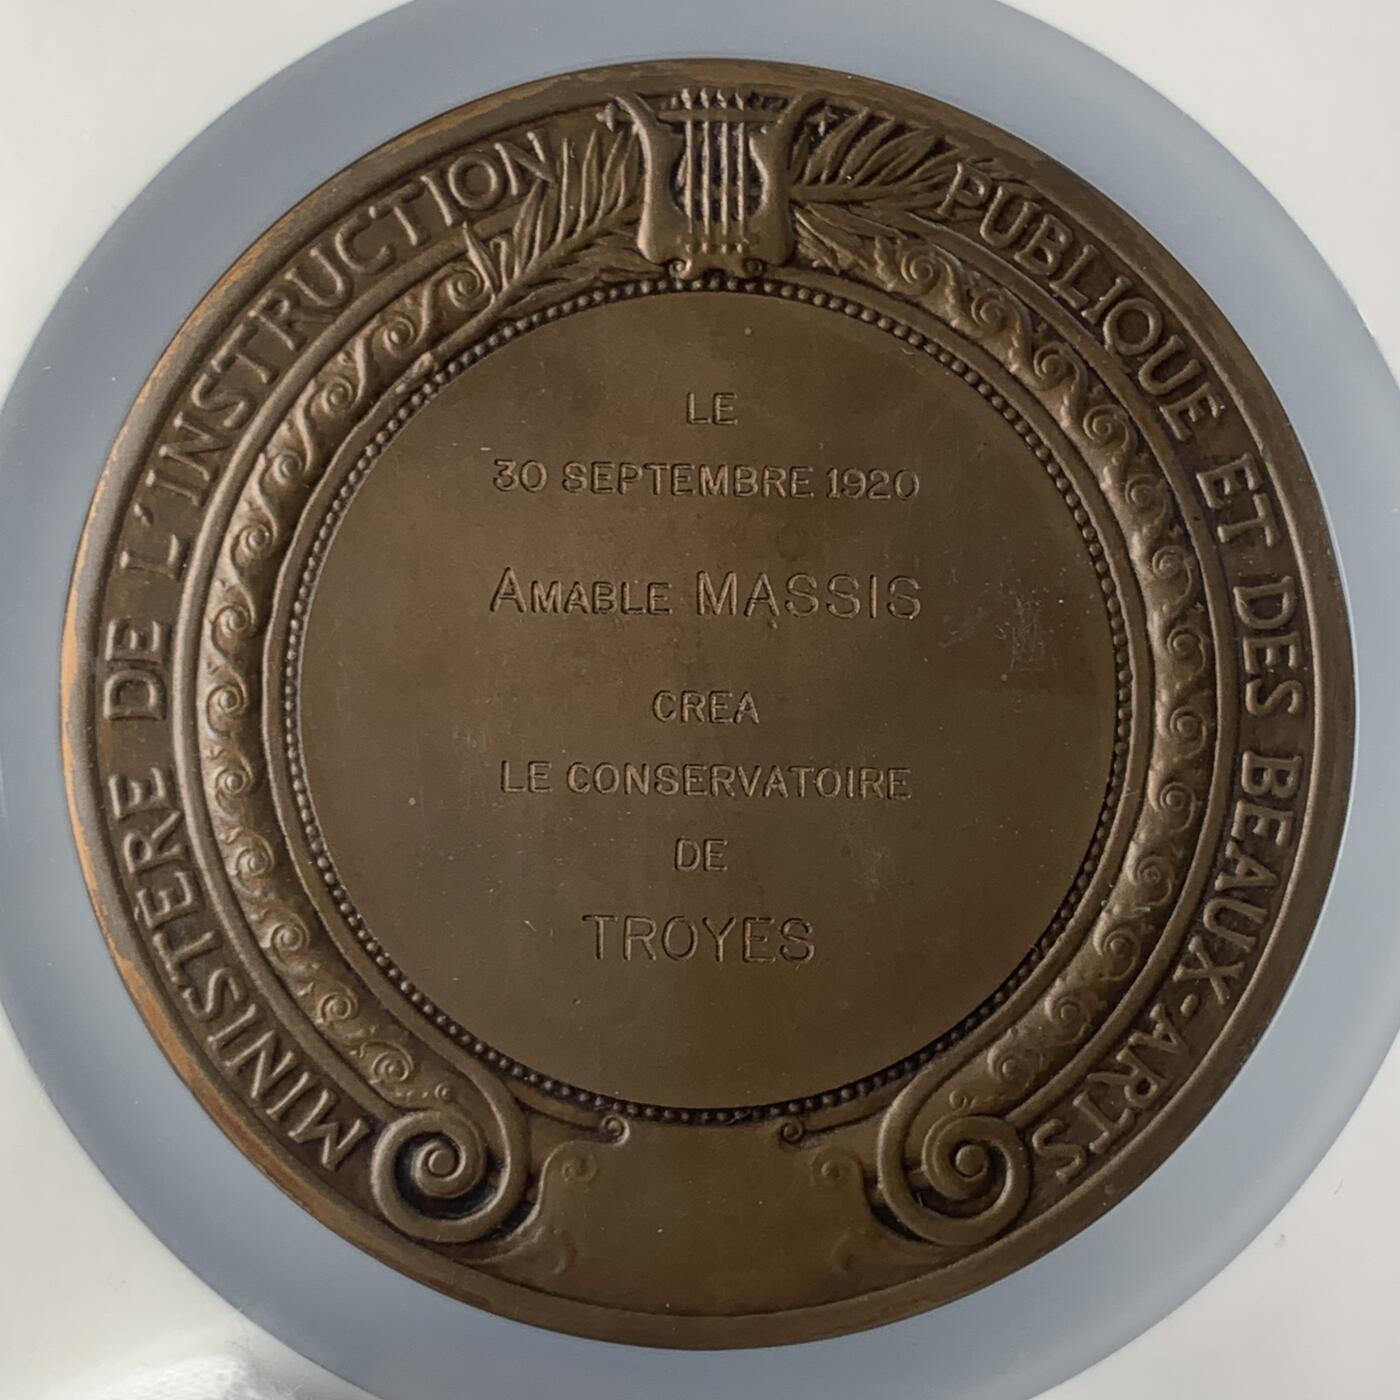 MINISTÈRE DE L'INSTRUCTION PUBLIQUE ET DES BEAUX-ARTS
LE
30 SEPTEMBRE 1920
AMABLE MASSIS
CREA
LE CONSERVATOIRE
DE
TROYES